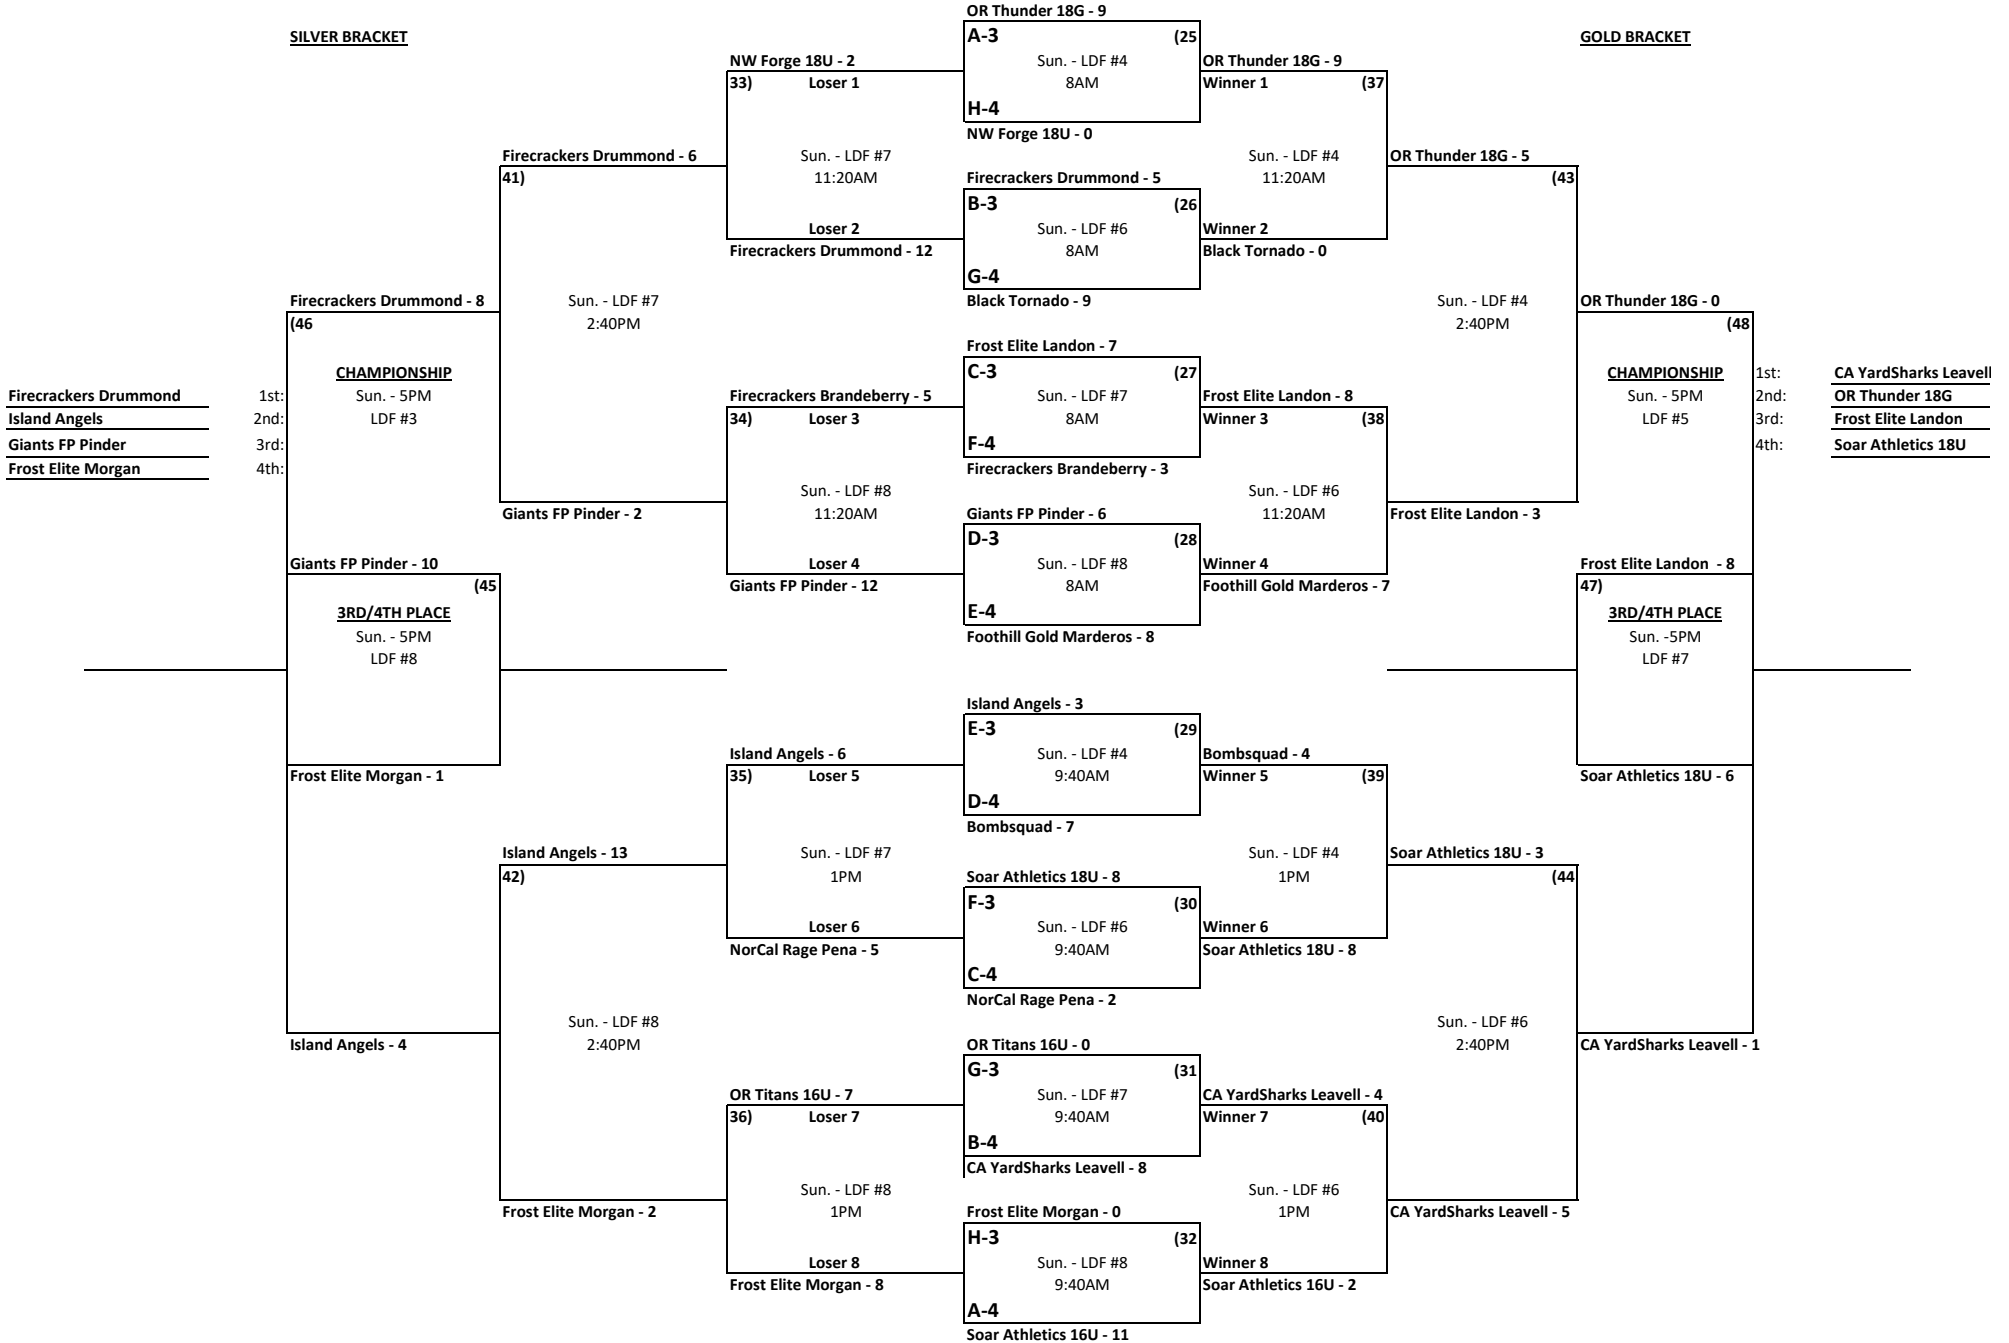 OR Thunder 18G - 9
SILVER BRACKET
A-3 (25
GOLD BRACKET
NW Forge 18U - 2
Sun. - LDF #4
OR Thunder 18G - 9
33) Loser 1
8AM
Winner 1 (37
H-4
NW Forge 18U - 0
Firecrackers Drummond - 6
Sun. - LDF #7
Sun. - LDF #4
OR Thunder 18G - 5
41)
11:20AM
Firecrackers Drummond - 5
11:20AM
(43
B-3 (26
Loser 2
Sun. - LDF #6
Winner 2
Firecrackers Drummond - 12
8AM
Black Tornado - 0
G-4
Firecrackers Drummond - 8
Sun. - LDF #7
Black Tornado - 9
Sun. - LDF #4
OR Thunder 18G - 0
(46
2:40PM
2:40PM
(48
Frost Elite Landon - 7
CHAMPIONSHIP
C-3 (27
CHAMPIONSHIP
1st: CA YardSharks Leavell
Firecrackers Drummond 1st:
Sun. - 5PM
Firecrackers Brandeberry - 5
Sun. - LDF #7
Frost Elite Landon - 8
Sun. - 5PM
2nd: OR Thunder 18G
Island Angels 2nd:
LDF #3
34) Loser 3
8AM
Winner 3 (38
LDF #5
3rd: Frost Elite Landon
Giants FP Pinder 3rd:
F-4
4th: Soar Athletics 18U
Frost Elite Morgan 4th:
Firecrackers Brandeberry - 3
Sun. - LDF #8
Sun. - LDF #6
Giants FP Pinder - 2
11:20AM
Giants FP Pinder - 6
11:20AM
Frost Elite Landon - 3
D-3 (28
Giants FP Pinder - 10
Loser 4
Sun. - LDF #8
Winner 4
Frost Elite Landon - 8
(45
Giants FP Pinder - 12
8AM
Foothill Gold Marderos - 7
47)
3RD/4TH PLACE
E-4
3RD/4TH PLACE
Sun. - 5PM
Foothill Gold Marderos - 8
Sun. -5PM
LDF #8
LDF #7
Island Angels - 3
E-3 (29
Island Angels - 6
Sun. - LDF #4
Bombsquad - 4
Frost Elite Morgan - 1
35) Loser 5
9:40AM
Winner 5 (39
Soar Athletics 18U - 6
D-4
Bombsquad - 7
Island Angels - 13
Sun. - LDF #7
Sun. - LDF #4
Soar Athletics 18U - 3
42)
1PM
Soar Athletics 18U - 8
1PM
(44
F-3 (30
Loser 6
Sun. - LDF #6
Winner 6
NorCal Rage Pena - 5
9:40AM
Soar Athletics 18U - 8
C-4
NorCal Rage Pena - 2
Sun. - LDF #8
Sun. - LDF #6
Island Angels - 4
2:40PM
OR Titans 16U - 0
2:40PM
CA YardSharks Leavell - 1
G-3 (31
OR Titans 16U - 7
Sun. - LDF #7
CA YardSharks Leavell - 4
36) Loser 7
9:40AM
Winner 7 (40
B-4
CA YardSharks Leavell - 8
Sun. - LDF #8
Sun. - LDF #6
Frost Elite Morgan - 2
1PM
Frost Elite Morgan - 0
1PM
CA YardSharks Leavell - 5
H-3 (32
Loser 8
Sun. - LDF #8
Winner 8
Frost Elite Morgan - 8
9:40AM
Soar Athletics 16U - 2
A-4
Soar Athletics 16U - 11